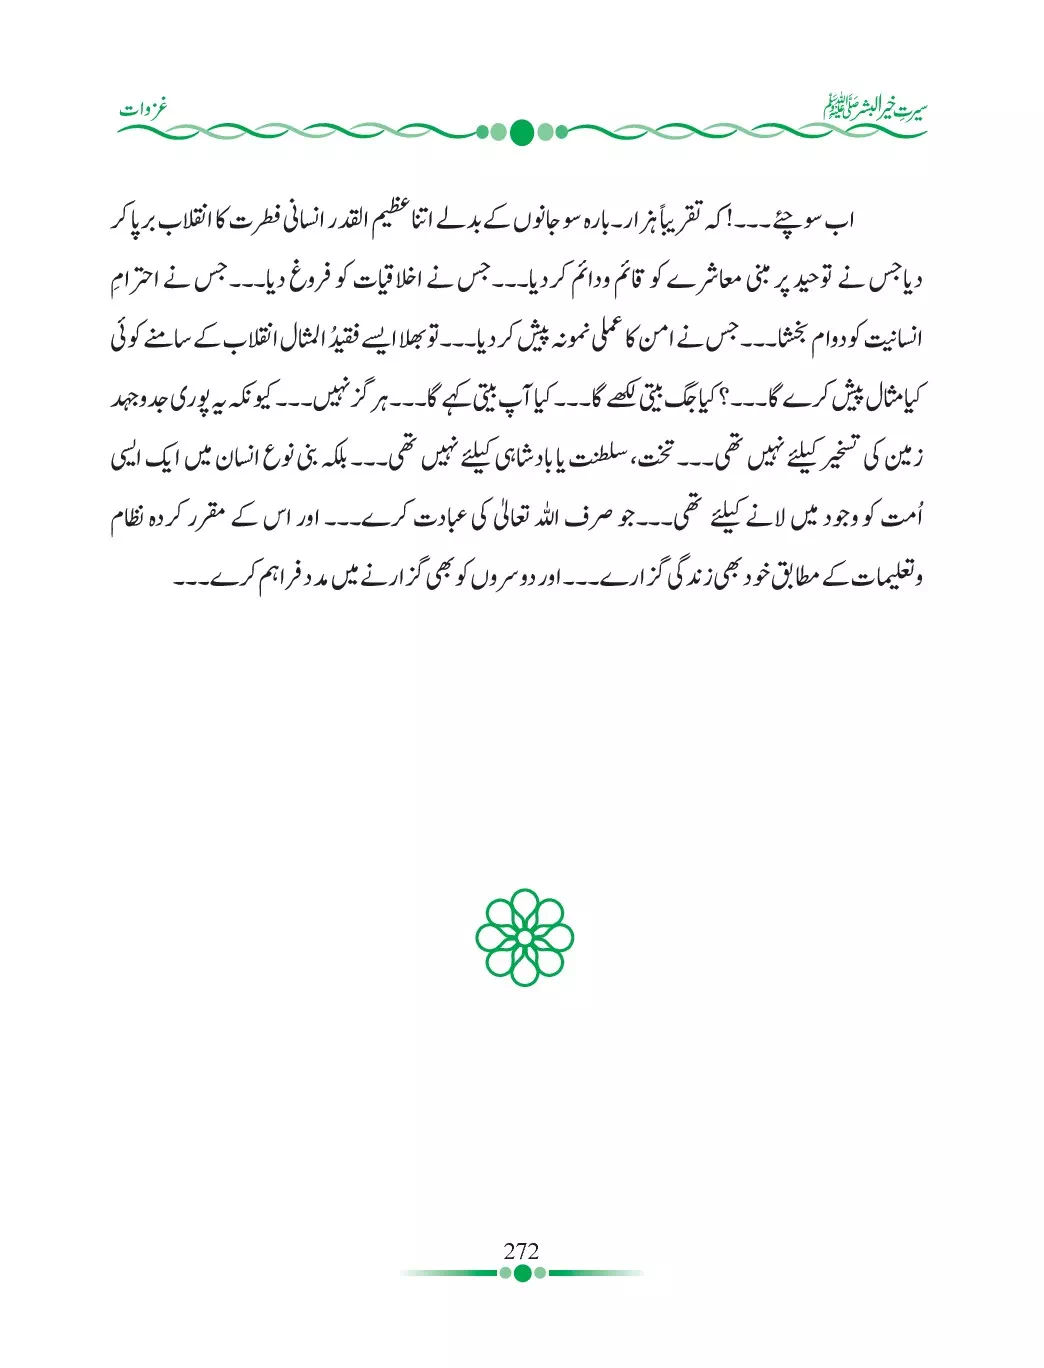 سیرتِ خیر البشر ﷺ
غزوات
اب سوچئے۔۔۔!کہ تقریباً ہزار۔بارہ سو جانوں کے بدلے اتنا عظیم القدر انسانی فطرت کا انقلاب برپا کر
دیا جس نے توحید پر مبنی معاشرے کو قائم ودائم کر دیا۔۔۔جس نے اخلاقیات کو فروغ دیا۔۔۔جس نے احترامِ
انسانیت کو دوام بخشا۔۔۔جس نے امن کا عملی نمونہ پیش کر دیا۔۔۔تو بھلا ایسے فقیدُ المثال انقلاب کے سامنے کوئی
کیا مثال پیش کرے گا۔۔۔؟ کیا جگ بیتی لکھے گا۔۔۔کیا آپ بیتی کہے گا۔۔۔ہر گز نہیں۔۔۔کیونکہ یہ پوری جدوجہد
زمین کی تسخیر کیلئے نہیں تھی۔۔۔ تخت، سلطنت یا بادشاہی کیلئے نہیں تھی۔۔۔ بلکہ بنی نوع انسان میں ایک ایسی
اُمت کو وجود میں لانے کیلئے تھی۔۔۔جو صرف اللہ تعالیٰ کی عبادت کرے۔۔۔ اور اس کے مقرر کردہ نظام
وتعلیمات کے مطابق خود بھی زندگی گزارے۔۔۔اور دوسروں کو بھی گزارنے میں مدد فراہم کرے۔۔۔
272